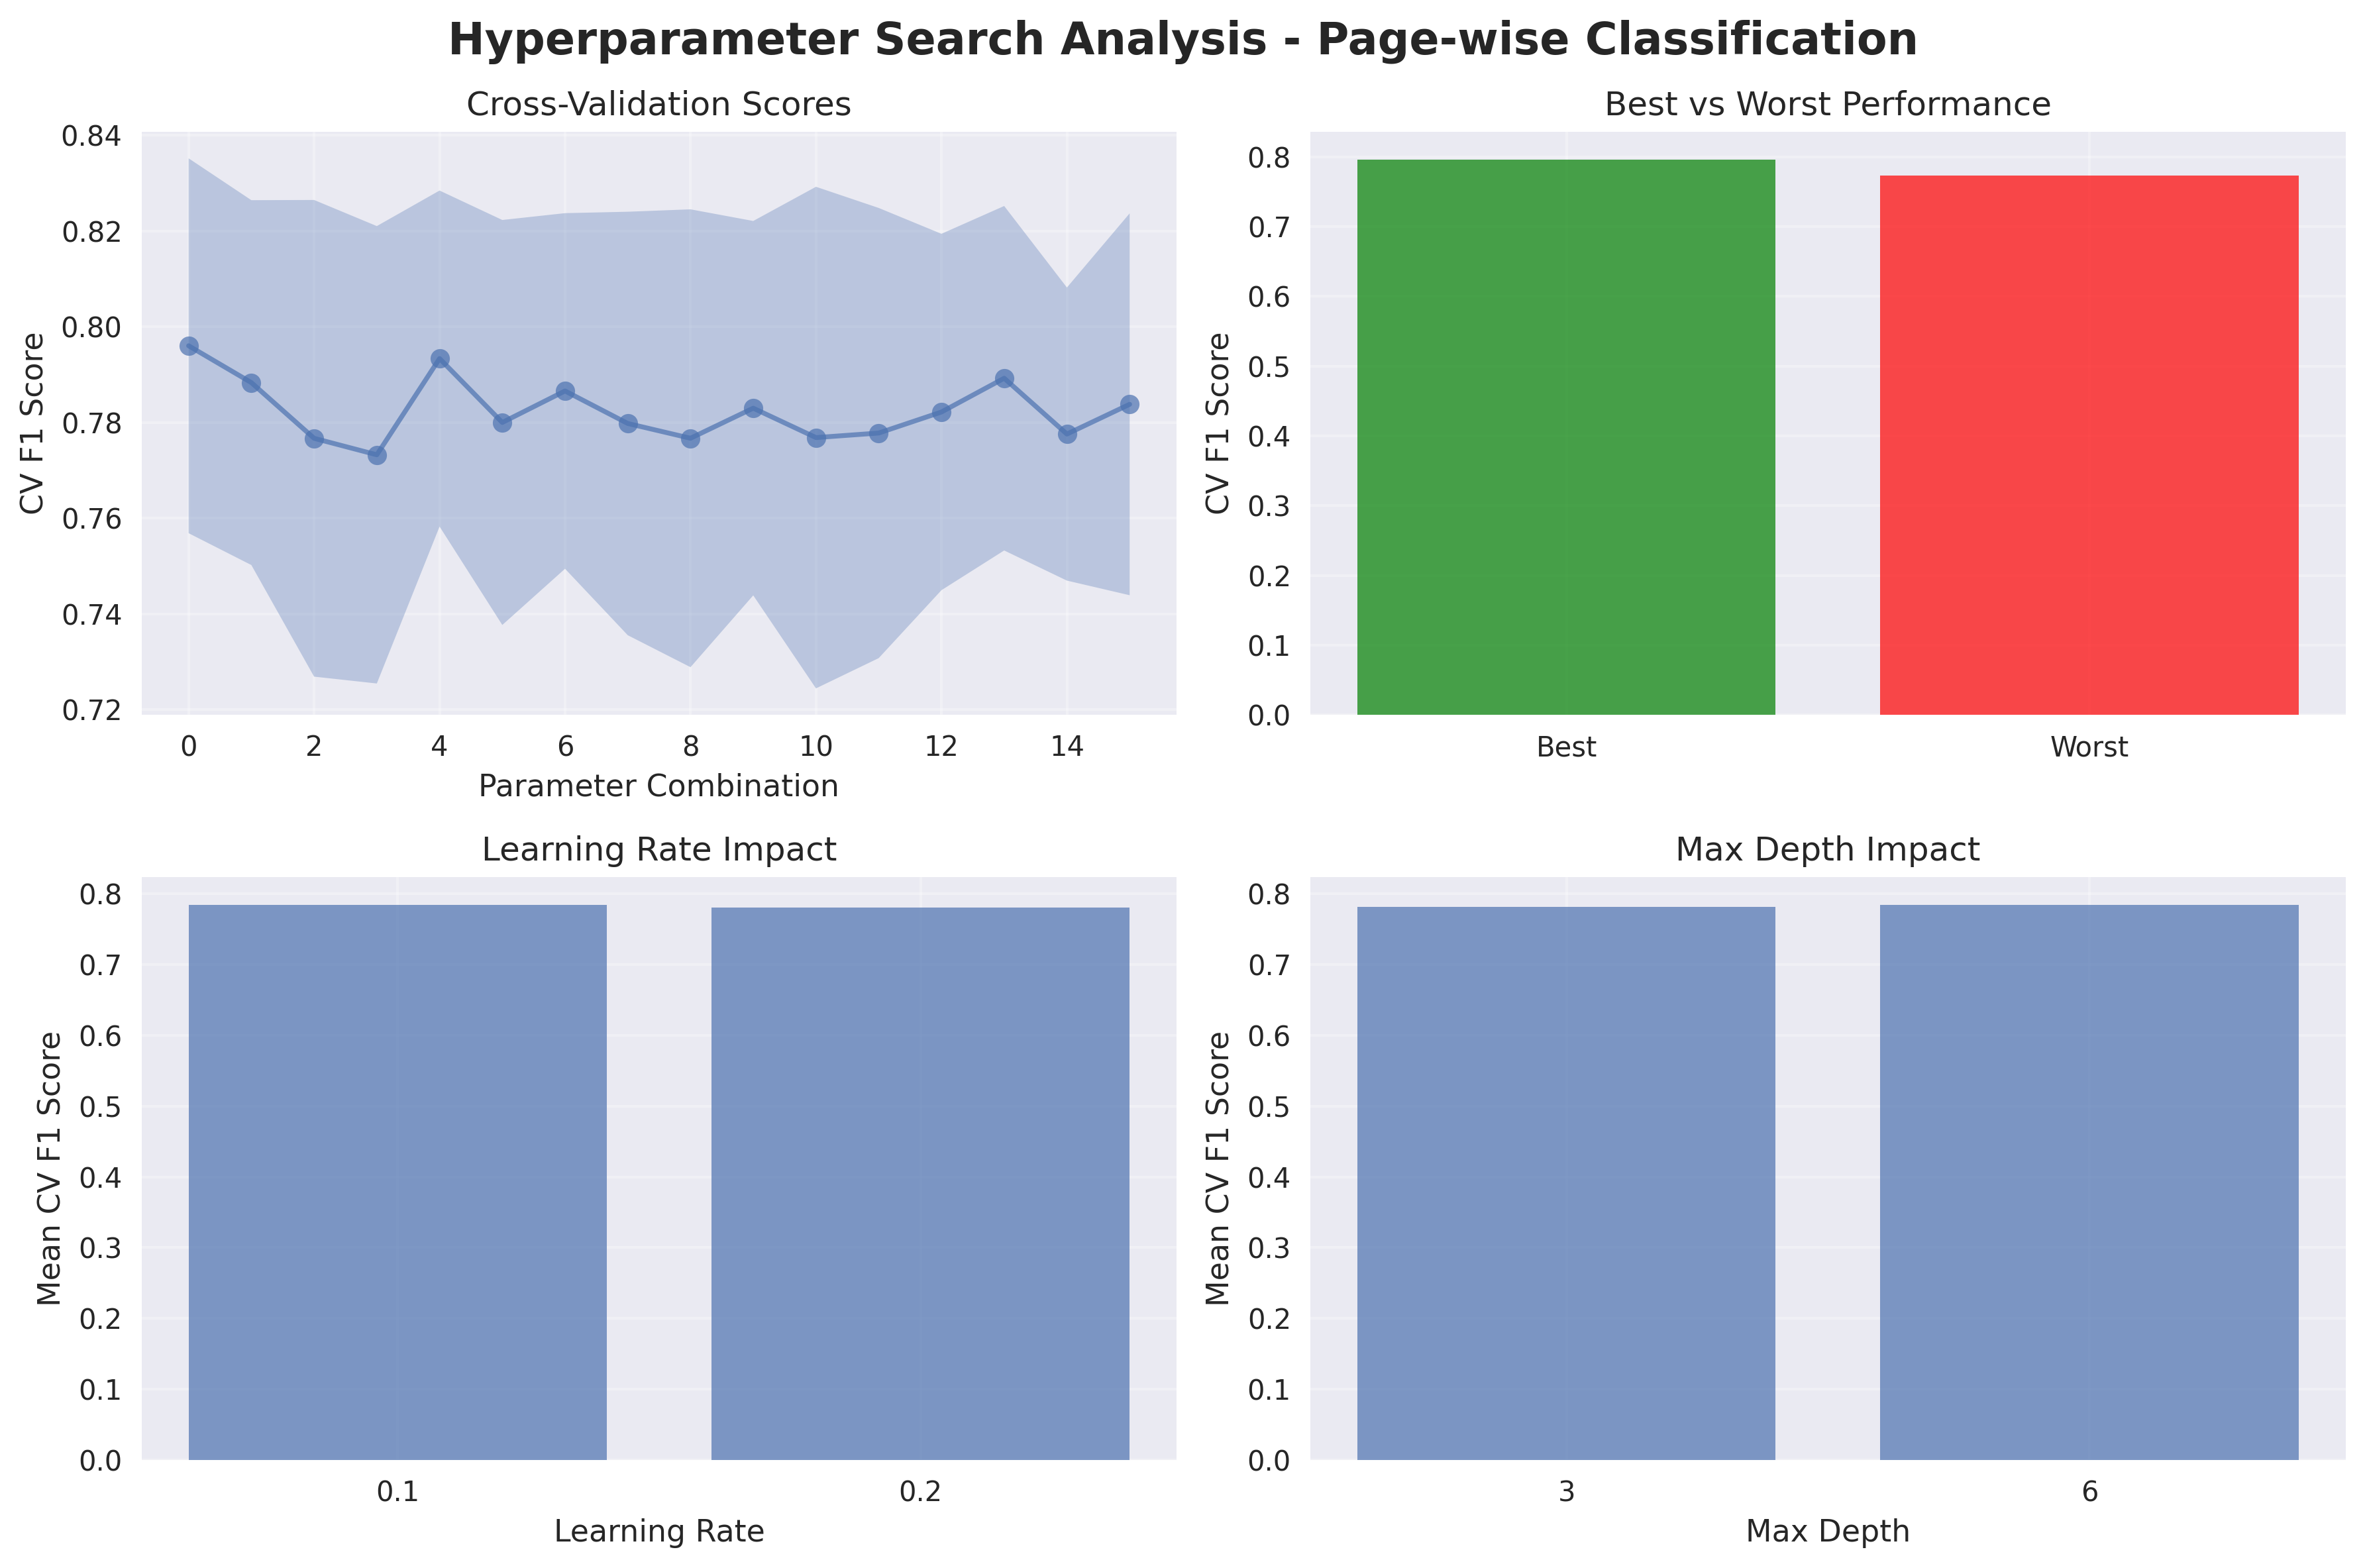 Hyperparameter Search Analysis - Page-wise Classification
Cross-Validation Scores
CV F1 Score
0.84
0.82
0.80
0.78
0.76
0.74
0.72
0 2 4 6 8 10 12 14
Parameter Combination
Best vs Worst Performance
CV F1 Score
0.8
0.7
0.6
0.5
0.4
0.3
0.2
0.1
0.0
Best Worst
Learning Rate Impact
Mean CV F1 Score
0.8
0.7
0.6
0.5
0.4
0.3
0.2
0.1
0.0
0.1 0.2
Learning Rate
Max Depth Impact
Mean CV F1 Score
0.8
0.7
0.6
0.5
0.4
0.3
0.2
0.1
0.0
3 6
Max Depth